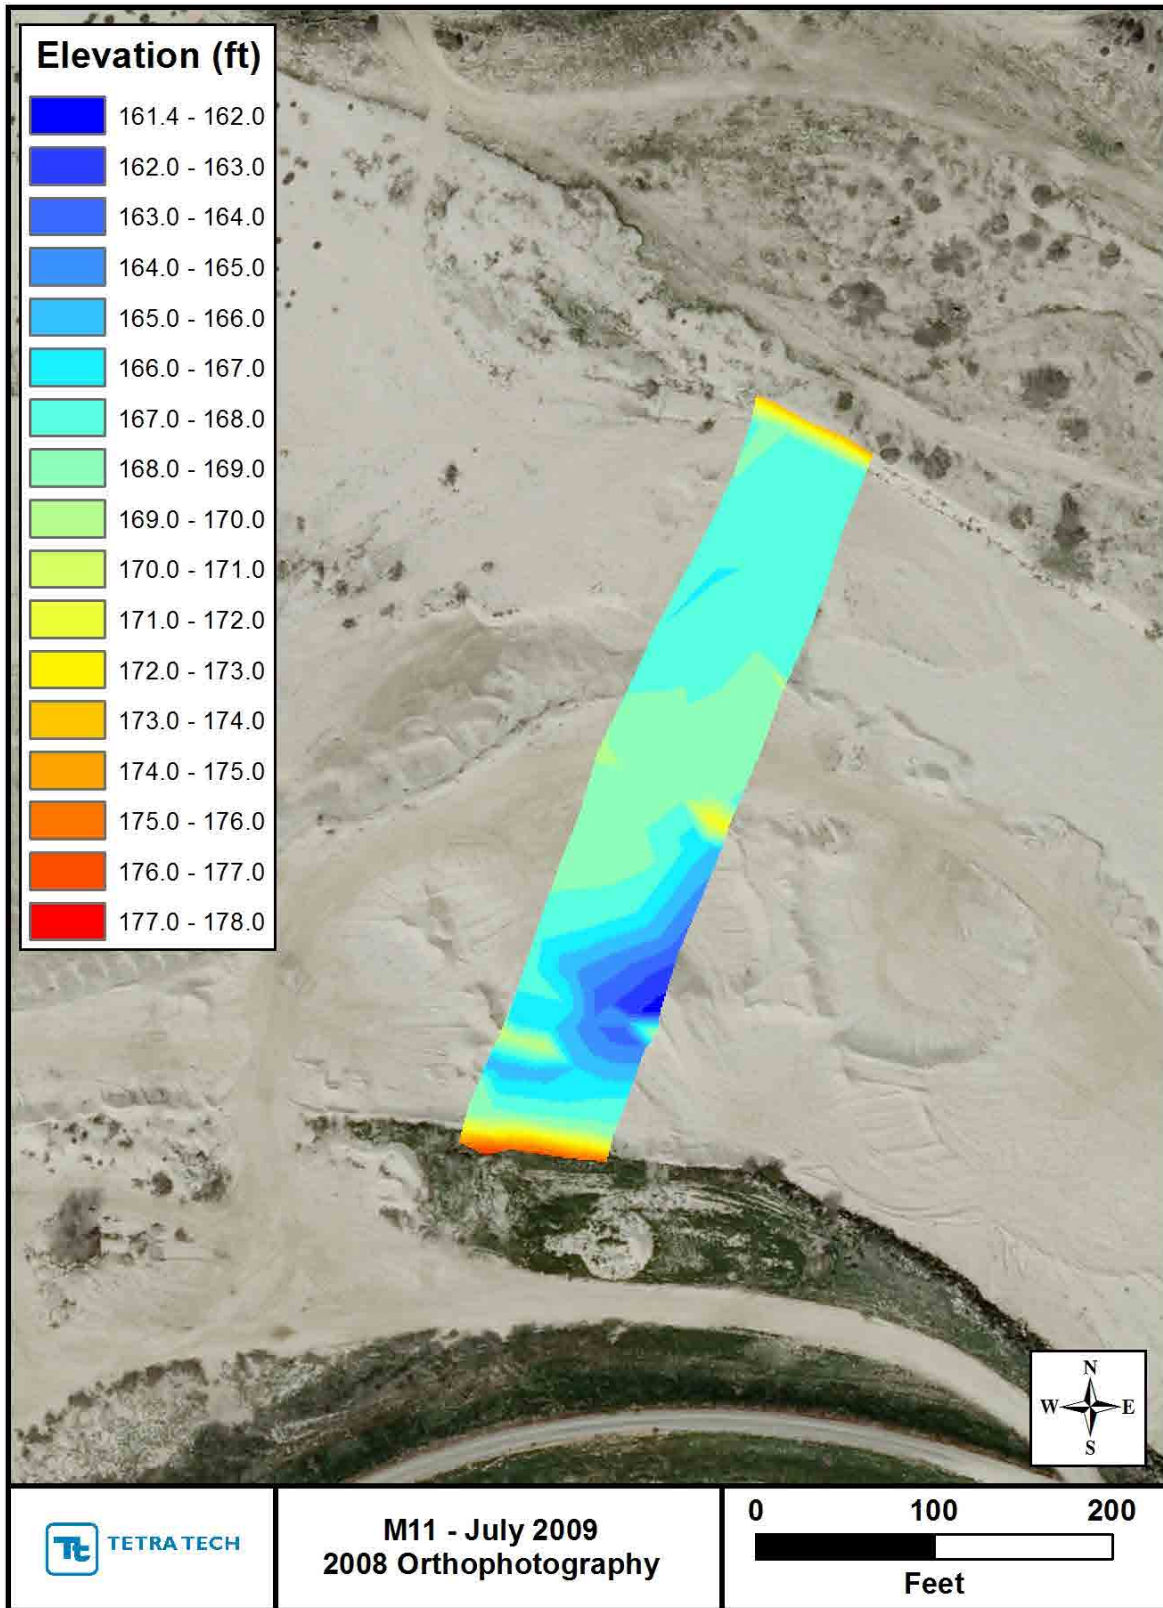 Elevation (ft)
161.4 - 162.0
162.0 - 163.0
163.0 - 164.0
164.0 - 165.0
165.0 - 166.0
166.0 - 167.0
167.0 - 168.0
168.0 - 169.0
169.0 - 170.0
170.0 - 171.0
171.0 - 172.0
172.0 - 173.0
173.0 - 174.0
174.0 - 175.0
175.0 - 176.0
176.0 - 177.0
177.0 - 178.0
N
W E
S
Tt TETRA TECH
M11 - July 2009
2008 Orthophotography
0 100 200
Feet